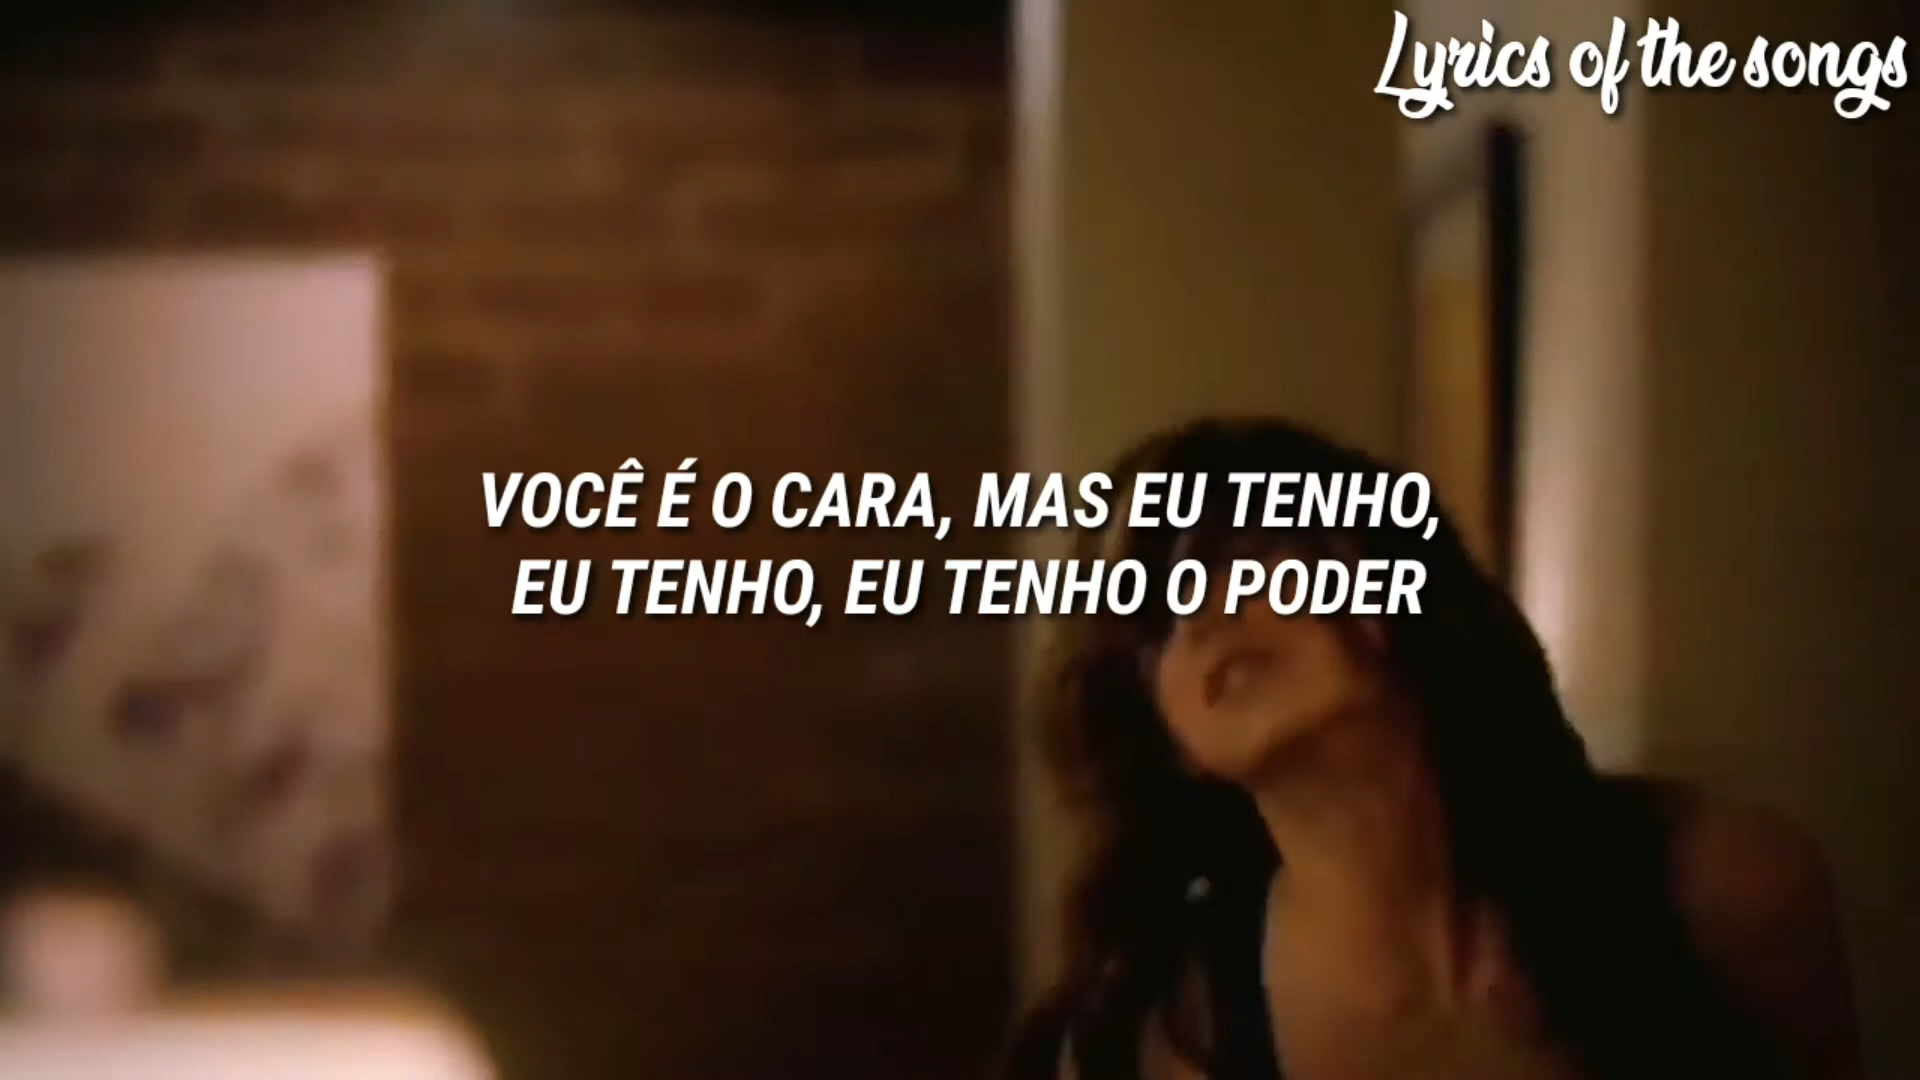 Lyrics of the songs
VOCÊ É O CARA, MAS EU TENHO,
EU TENHO, EU TENHO O PODER